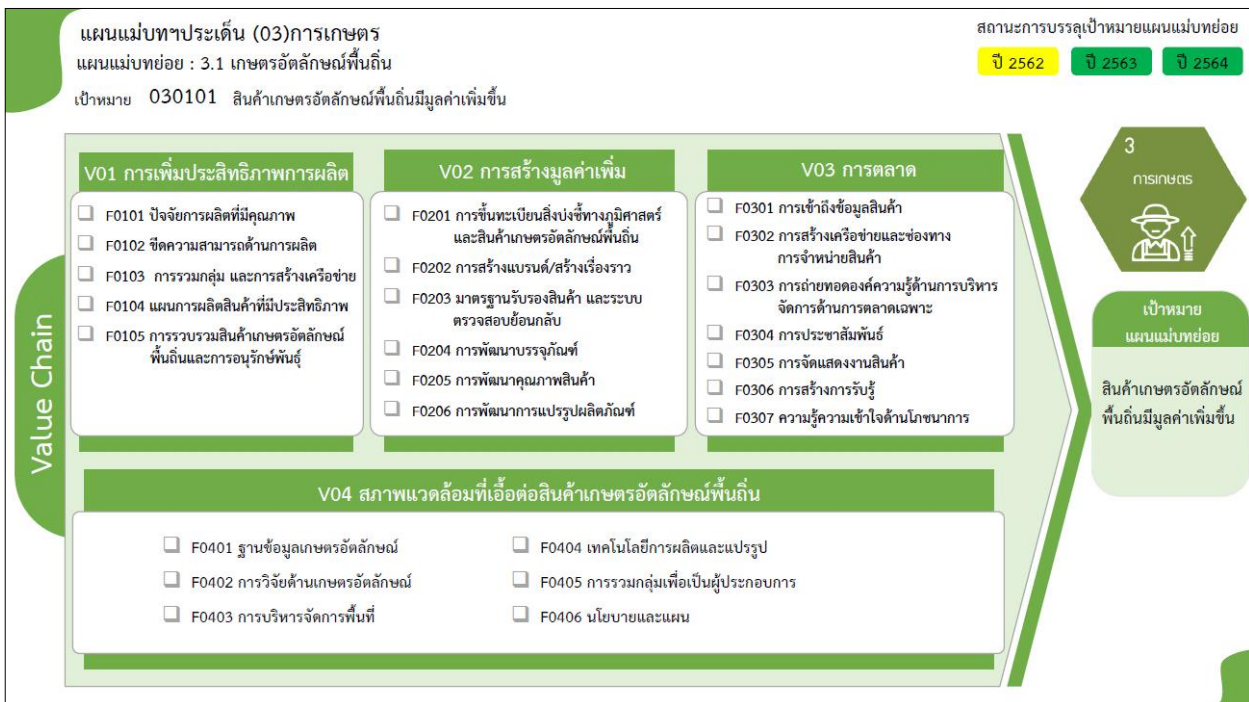 แผนแม่บทฯประเด็น (03)การเกษตร
แผนแม่บทย่อย : 3.1 เกษตรอัตลักษณ์พื้นถิ่น
เป้าหมาย 030101 สินค้าเกษตรอัตลักษณ์พื้นถิ่นมีมูลค่าเพิ่มขึ้น
สถานะการบรรลุเป้าหมายแผนแม่บทย่อย
ปี 2562 ปี 2563 ปี 2564
Value Chain
V01 การเพิ่มประสิทธิภาพการผลิต
F0101 ปัจจัยการผลิตที่มีคุณภาพ
F0102 ขีดความสามารถด้านการผลิต
F0103 การรวมกลุ่ม และการสร้างเครือข่าย
F0104 แผนการผลิตสินค้าที่มีประสิทธิภาพ
F0105 การรวบรวมสินค้าเกษตรอัตลักษณ์
พื้นถิ่นและการอนุรักษ์พันธุ์
V02 การสร้างมูลค่าเพิ่ม
F0201 การขึ้นทะเบียนสิ่งบ่งชี้ทางภูมิศาสตร์
และสินค้าเกษตรอัตลักษณ์พื้นถิ่น
F0202 การสร้างแบรนด์/สร้างเรื่องราว
F0203 มาตรฐานรับรองสินค้า และระบบ
ตรวจสอบย้อนกลับ
F0204 การพัฒนาบรรจุภัณฑ์
F0205 การพัฒนาคุณภาพสินค้า
F0206 การพัฒนาการแปรรูปผลิตภัณฑ์
V03 การตลาด
F0301 การเข้าถึงข้อมูลสินค้า
F0302 การสร้างเครือข่ายและช่องทาง
การจำหน่ายสินค้า
F0303 การถ่ายทอดองค์ความรู้ด้านการบริหาร
จัดการด้านการตลาดเฉพาะ
F0304 การประชาสัมพันธ์
F0305 การจัดแสดงงานสินค้า
F0306 การสร้างการรับรู้
F0307 ความรู้ความเข้าใจด้านโภชนาการ
V04 สภาพแวดล้อมที่เอื้อต่อสินค้าเกษตรอัตลักษณ์พื้นถิ่น
F0401 ฐานข้อมูลเกษตรอัตลักษณ์
F0402 การวิจัยด้านเกษตรอัตลักษณ์
F0403 การบริหารจัดการพื้นที่
F0404 เทคโนโลยีการผลิตและแปรรูป
F0405 การรวมกลุ่มเพื่อเป็นผู้ประกอบการ
F0406 นโยบายและแผน
3
การเกษตร
เป้าหมาย
แผนแม่บทย่อย
สินค้าเกษตรอัตลักษณ์
พื้นถิ่นมีมูลค่าเพิ่มขึ้น